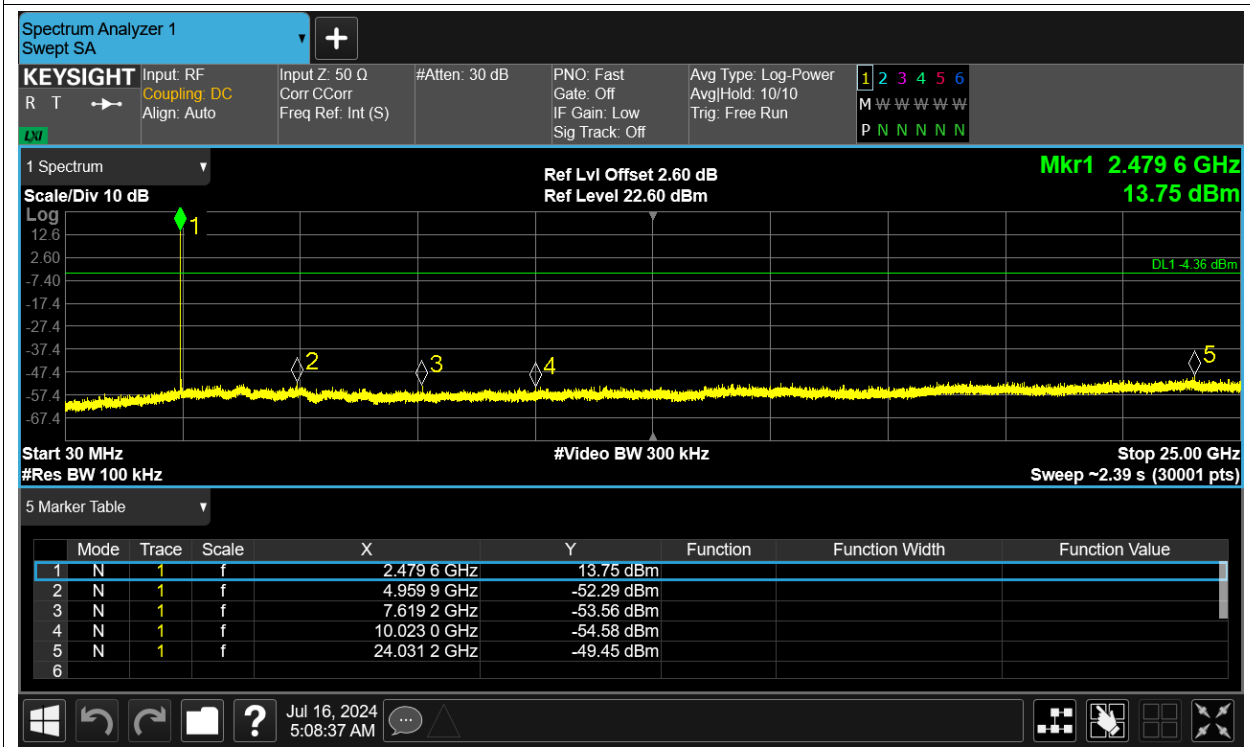 Spectrum Analyzer 1
Swept SA
+
KEYSIGHT Input: RF Input Z: 50 Ω #Atten: 30 dB PNO: Fast Avg Type: Log-Power 1 2 3 4 5 6
R T Coupling: DC Corr CCorr Gate: Off Avg|Hold: 10/10 M W W W W W
Align: Auto Freq Ref: Int (S) IF Gain: Low Trig: Free Run
LXI Sig Track: Off P N N N N N
1 Spectrum Ref Lvl Offset 2.60 dB Mkr1 2.479 6 GHz
Scale/Div 10 dB Ref Level 22.60 dBm 13.75 dBm
Log
1
12.6
2.60
DL1 -4.36 dBm
-7.40
-17.4
-27.4
-37.4
2 3 4 5
-47.4
-57.4
-67.4
Start 30 MHz #Video BW 300 kHz Stop 25.00 GHz
#Res BW 100 kHz Sweep ~2.39 s (30001 pts)
5 Marker Table
Mode Trace Scale X Y Function Function Width Function Value
1 N 1 f 2.479 6 GHz 13.75 dBm
2 N 1 f 4.959 9 GHz -52.29 dBm
3 N 1 f 7.619 2 GHz -53.56 dBm
4 N 1 f 10.023 0 GHz -54.58 dBm
5 N 1 f 24.031 2 GHz -49.45 dBm
6
? Jul 16, 2024
5:08:37 AM